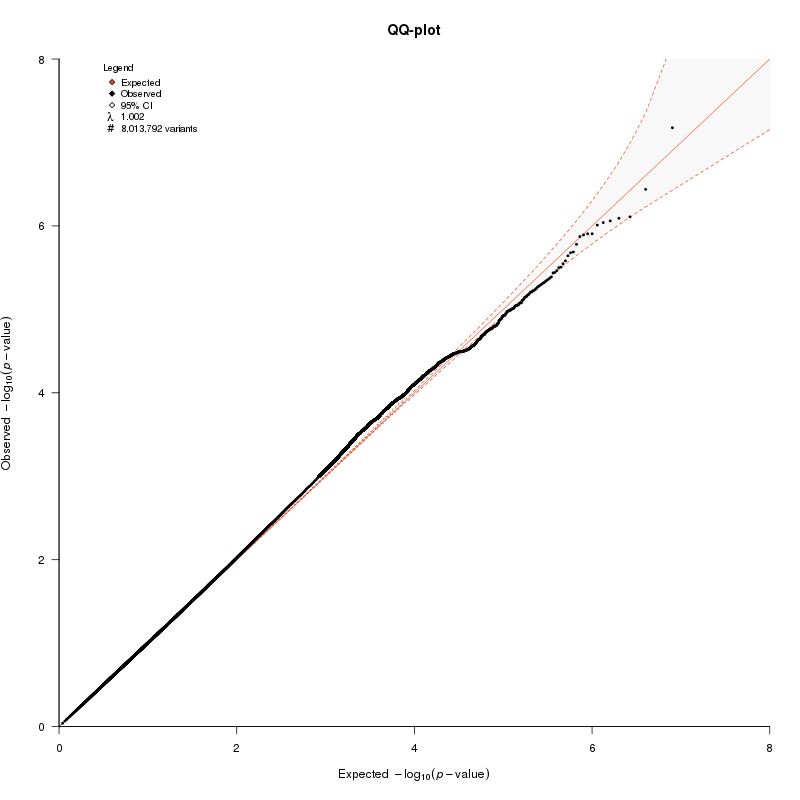 QQ-plot
Legend
Expected
Observed
95% CI
λ 1.002
# 8,013,792 variants
8
6
4
2
0
Observed −log10(p−value)
0 2 4 6 8
Expected −log10(p−value)